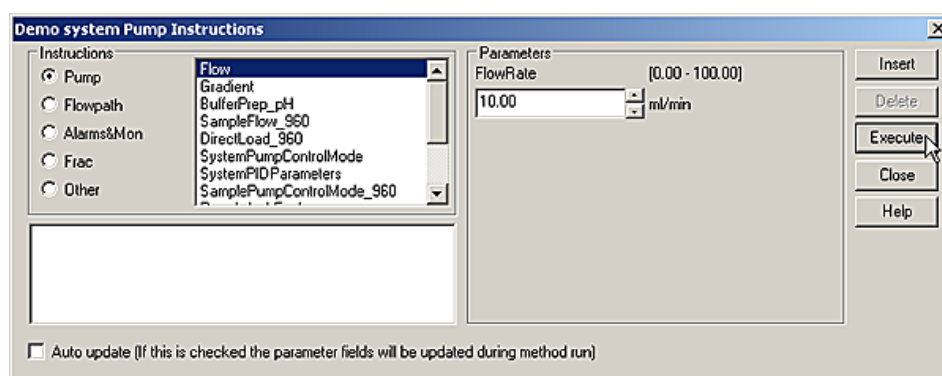 Demo system Pump Instructions
Instructions
Pump
Flowpath
Alarms&Mon
Frac
Other
Flow
Gradient
BufferPrep_pH
SampleFlow_960
DirectLoad_960
SystemPumpControlMode
SystemPIDParameters
SamplePumpControlMode_960
Parameters
FlowRate [0.00 - 100.00]
10.00 ml/min
Insert
Delete
Execute
Close
Help
Auto update (If this is checked the parameter fields will be updated during method run)